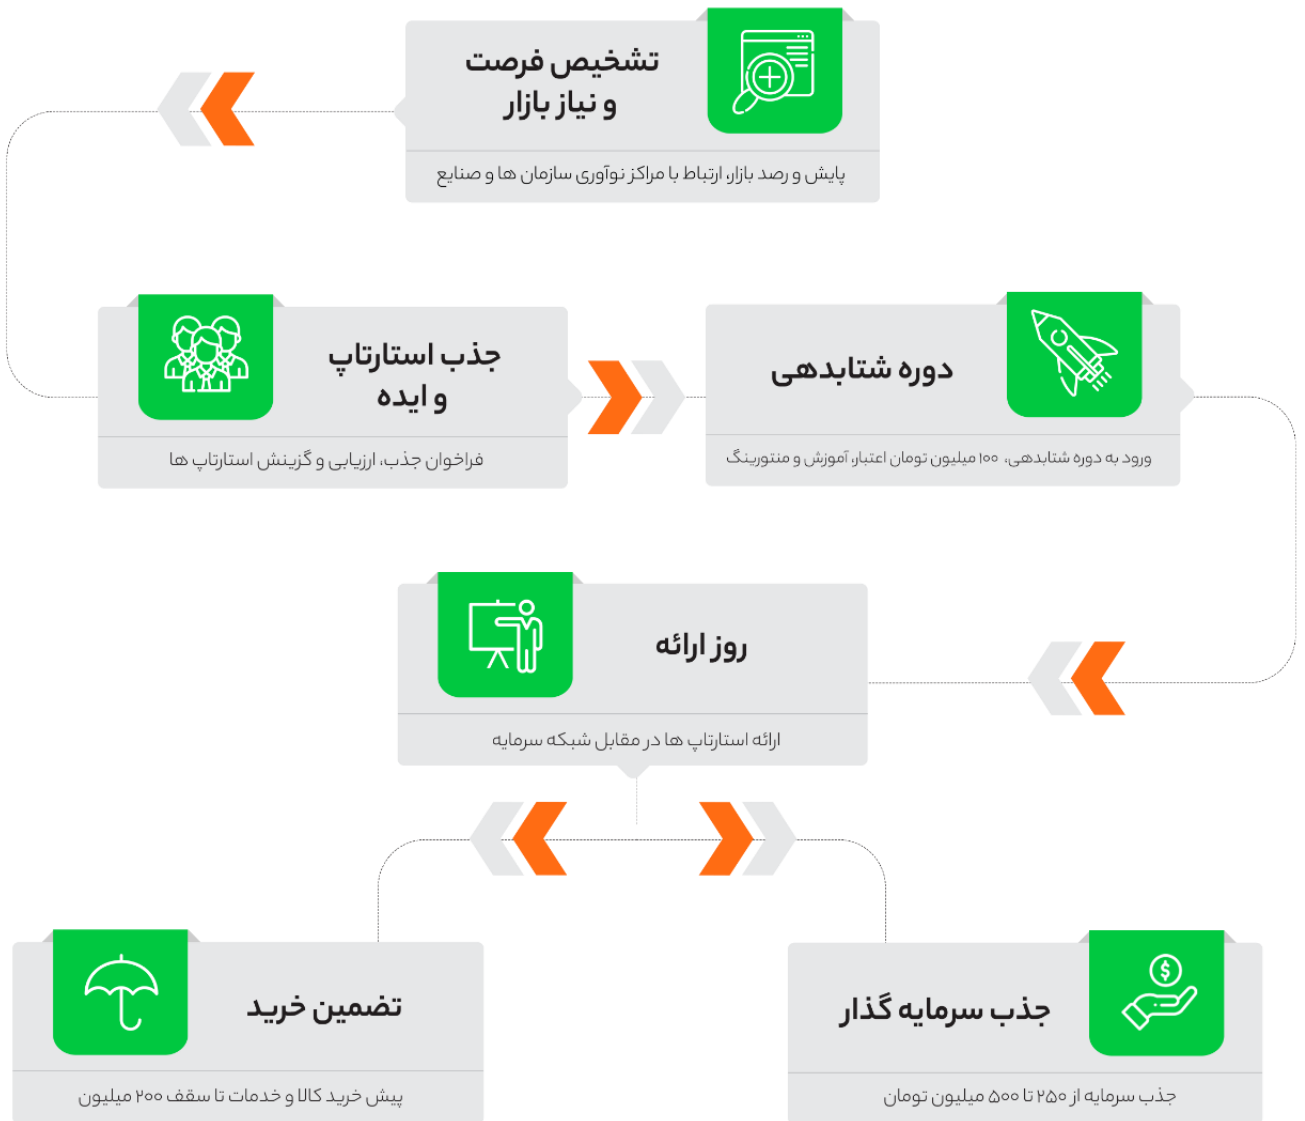 تشخیص فرصت
و نیاز بازار
پایش و رصد بازار، ارتباط با مراکز نوآوری سازمان ها و صنایع
جذب استارتاپ
و ایده
فراخوان جذب، ارزیابی و گزینش استارتاپ ها
دوره شتابدهی
ورود به دوره شتابدهی، ۱۰۰ میلیون تومان اعتبار، آموزش و منتورینگ
روز ارائه
ارائه استارتاپ ها در مقابل شبکه سرمایه
جذب سرمایه گذار
جذب سرمایه از ۲۵۰ تا ۵۰۰ میلیون تومان
تضمین خرید
پیش خرید کالا و خدمات تا سقف ۲۰۰ میلیون